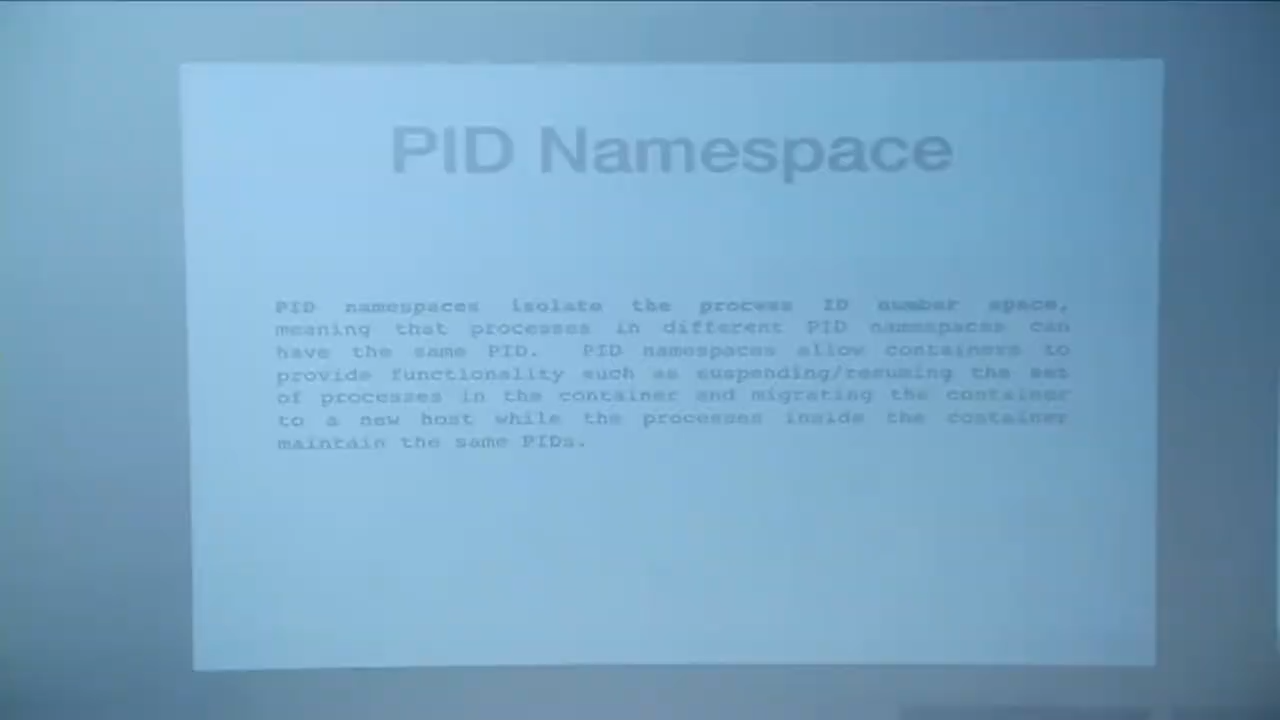 PID Namespace
PID namespaces isolate the process ID number space,
meaning that processes in different PID namespaces can
have the same PID. PID namespaces allow containers to
provide functionality such as suspending/resuming the set
of processes in the container and migrating the container
to a new host while the processes inside the container
maintain the same PIDs.